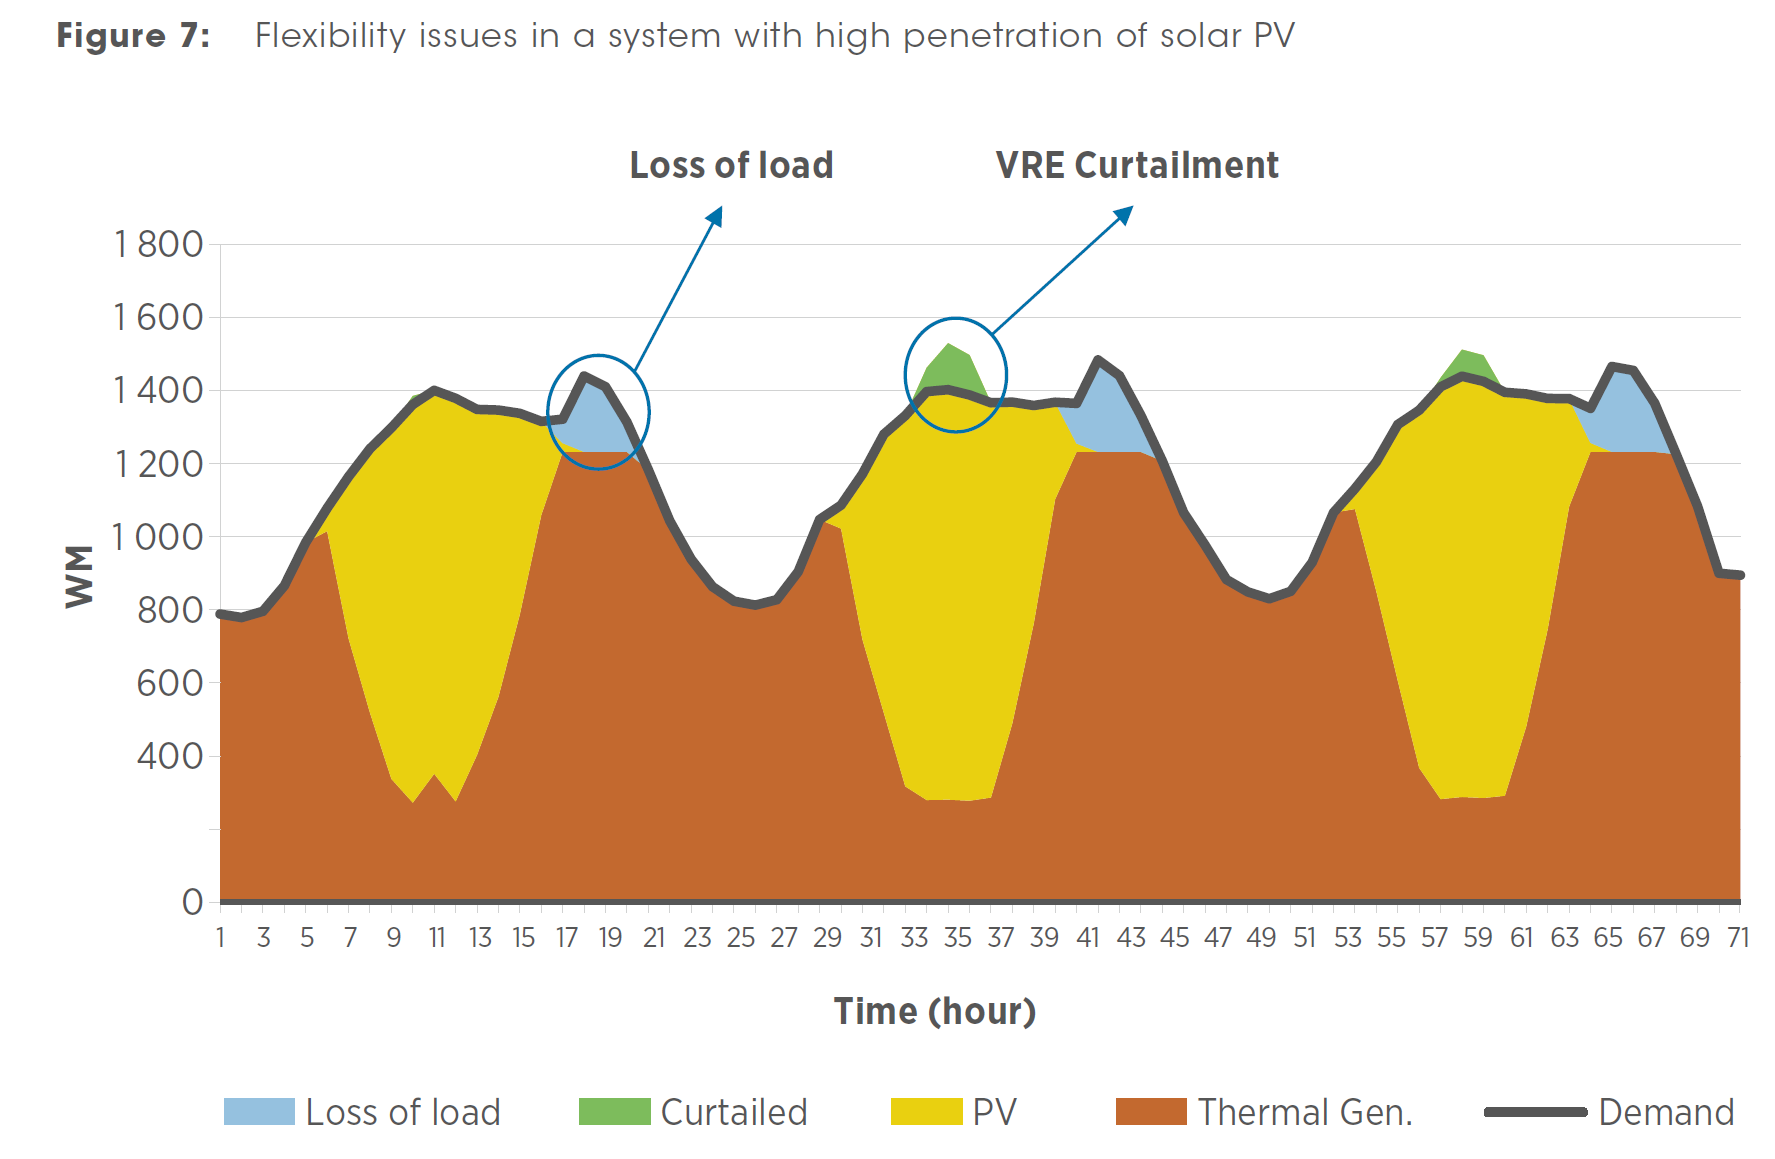 Figure 7: Flexibility issues in a system with high penetration of solar PV
Loss of load VRE Curtailment
1 800
1 600
1 400
1 200
1 000
800
600
400
0
WM
1 3 5 7 9 11 13 15 17 19 21 23 25 27 29 31 33 35 37 39 41 43 45 47 49 51 53 55 57 59 61 63 65 67 69 71
Time (hour)
Loss of load Curtailed PV Thermal Gen. Demand